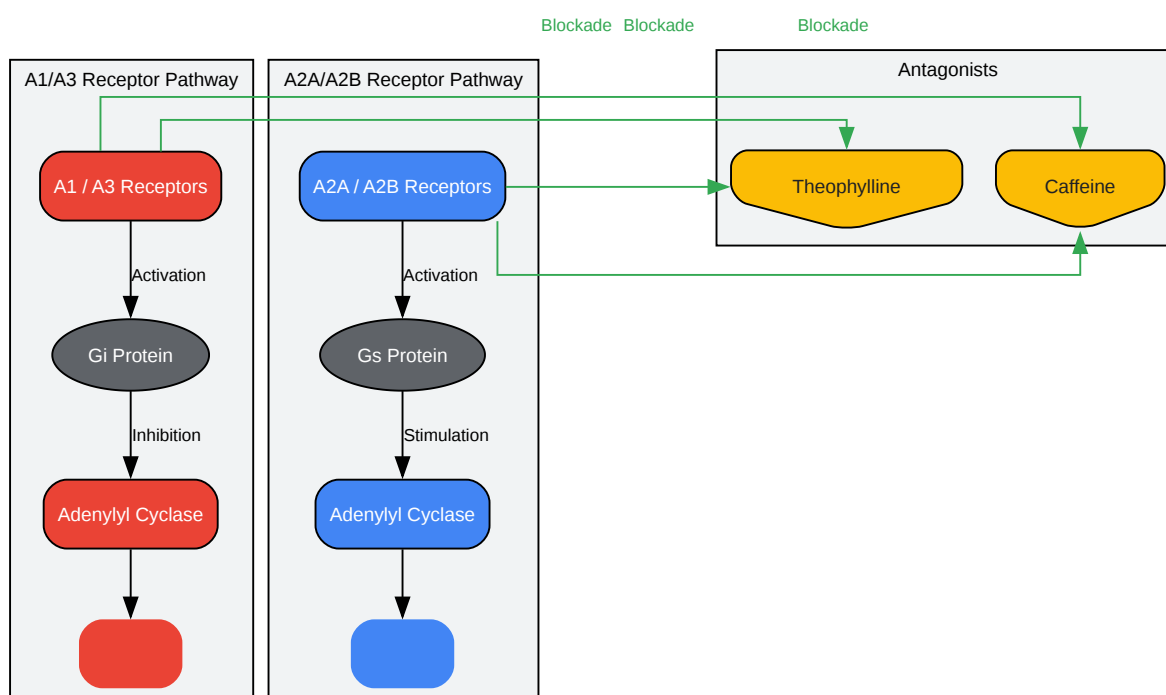 Blockade Blockade Blockade
A1/A3 Receptor Pathway
A2A/A2B Receptor Pathway
Antagonists
A1 / A3 Receptors
A2A / A2B Receptors
Theophylline
Caffeine
Activation
Activation
Gi Protein
Gs Protein
Inhibition
Stimulation
Adenylyl Cyclase
Adenylyl Cyclase